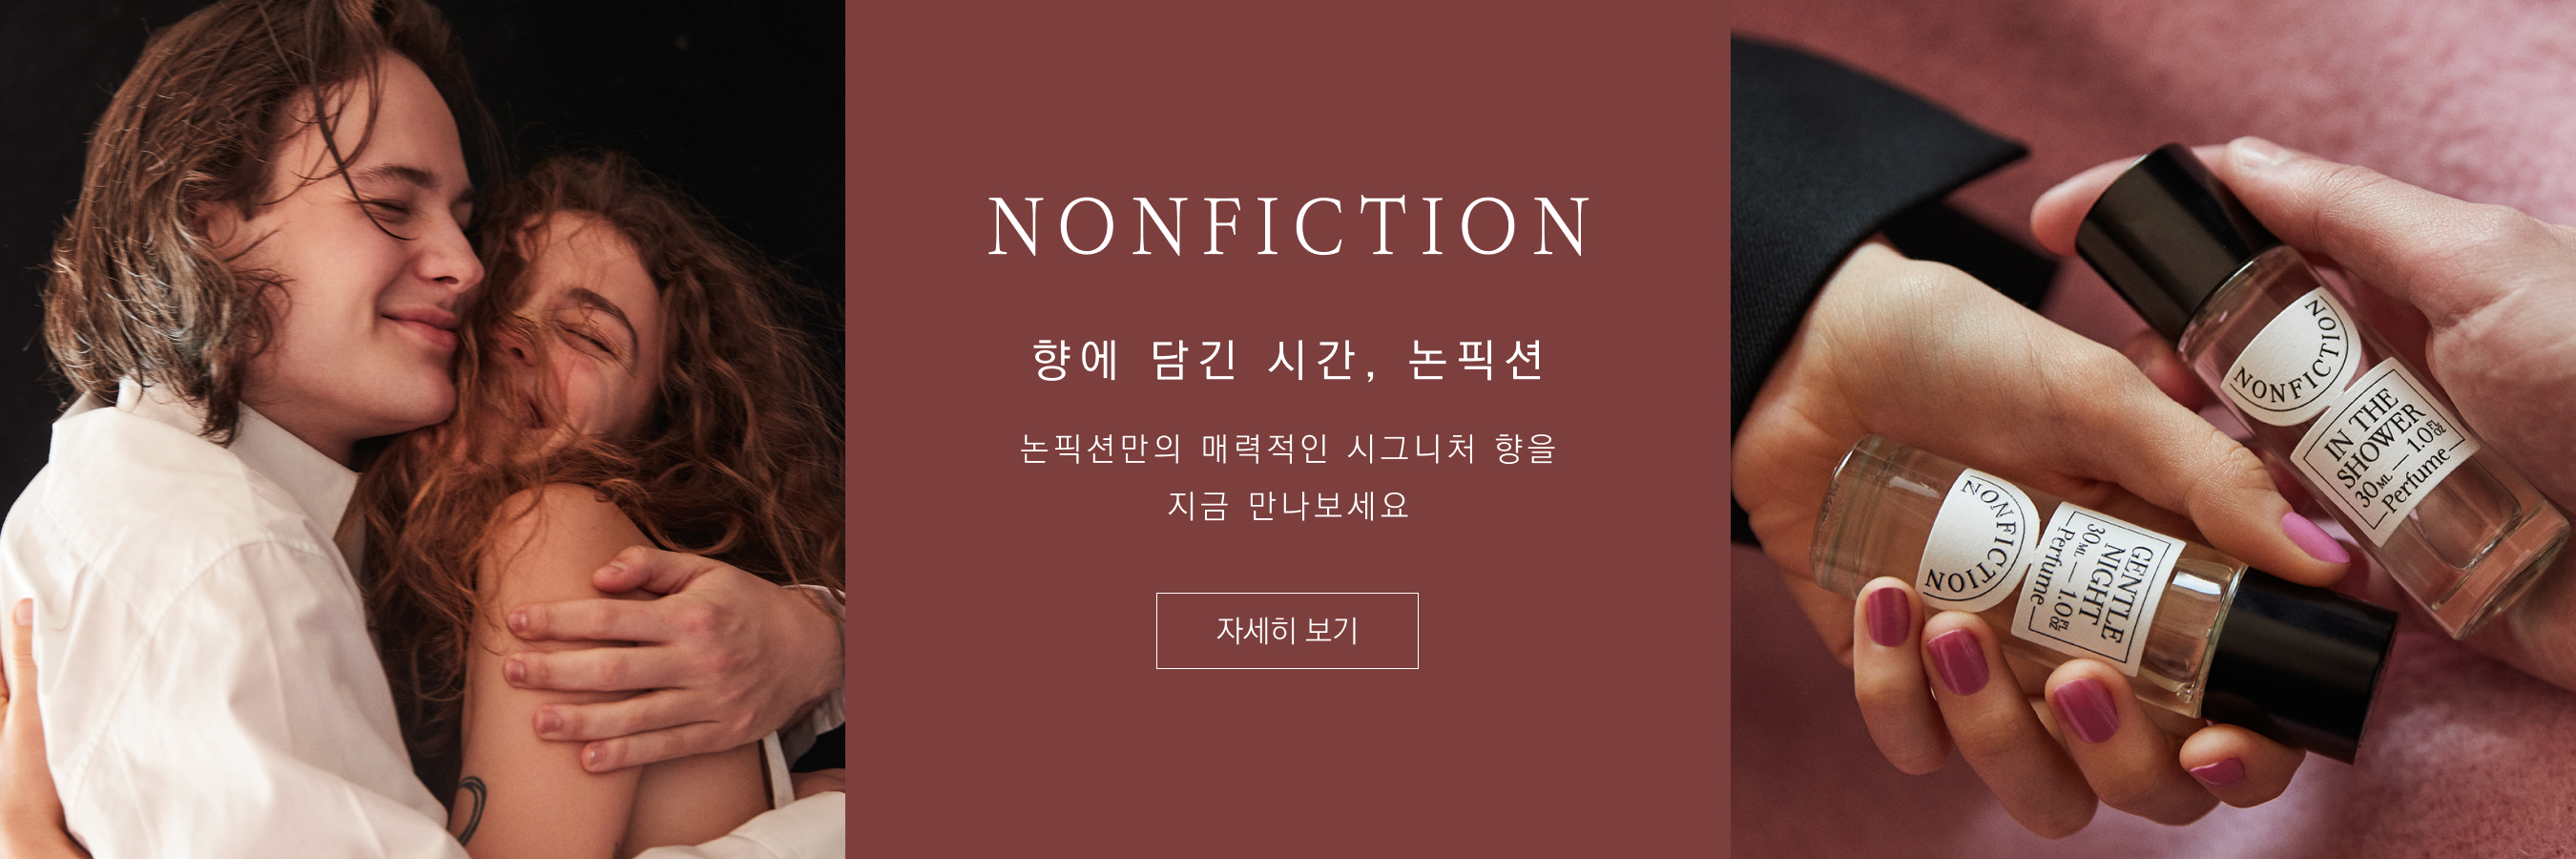 NONFICTION
향에 담긴 시간, 논픽션
논픽션만의 매력적인 시그니처 향을
지금 만나보세요
자세히 보기
NONFICTION
IN THE
SHOWER
30ML — 1.0FL OZ
Perfume
NONFICTION
GENTLE
NIGHT
30ML — 1.0FL OZ
Perfume